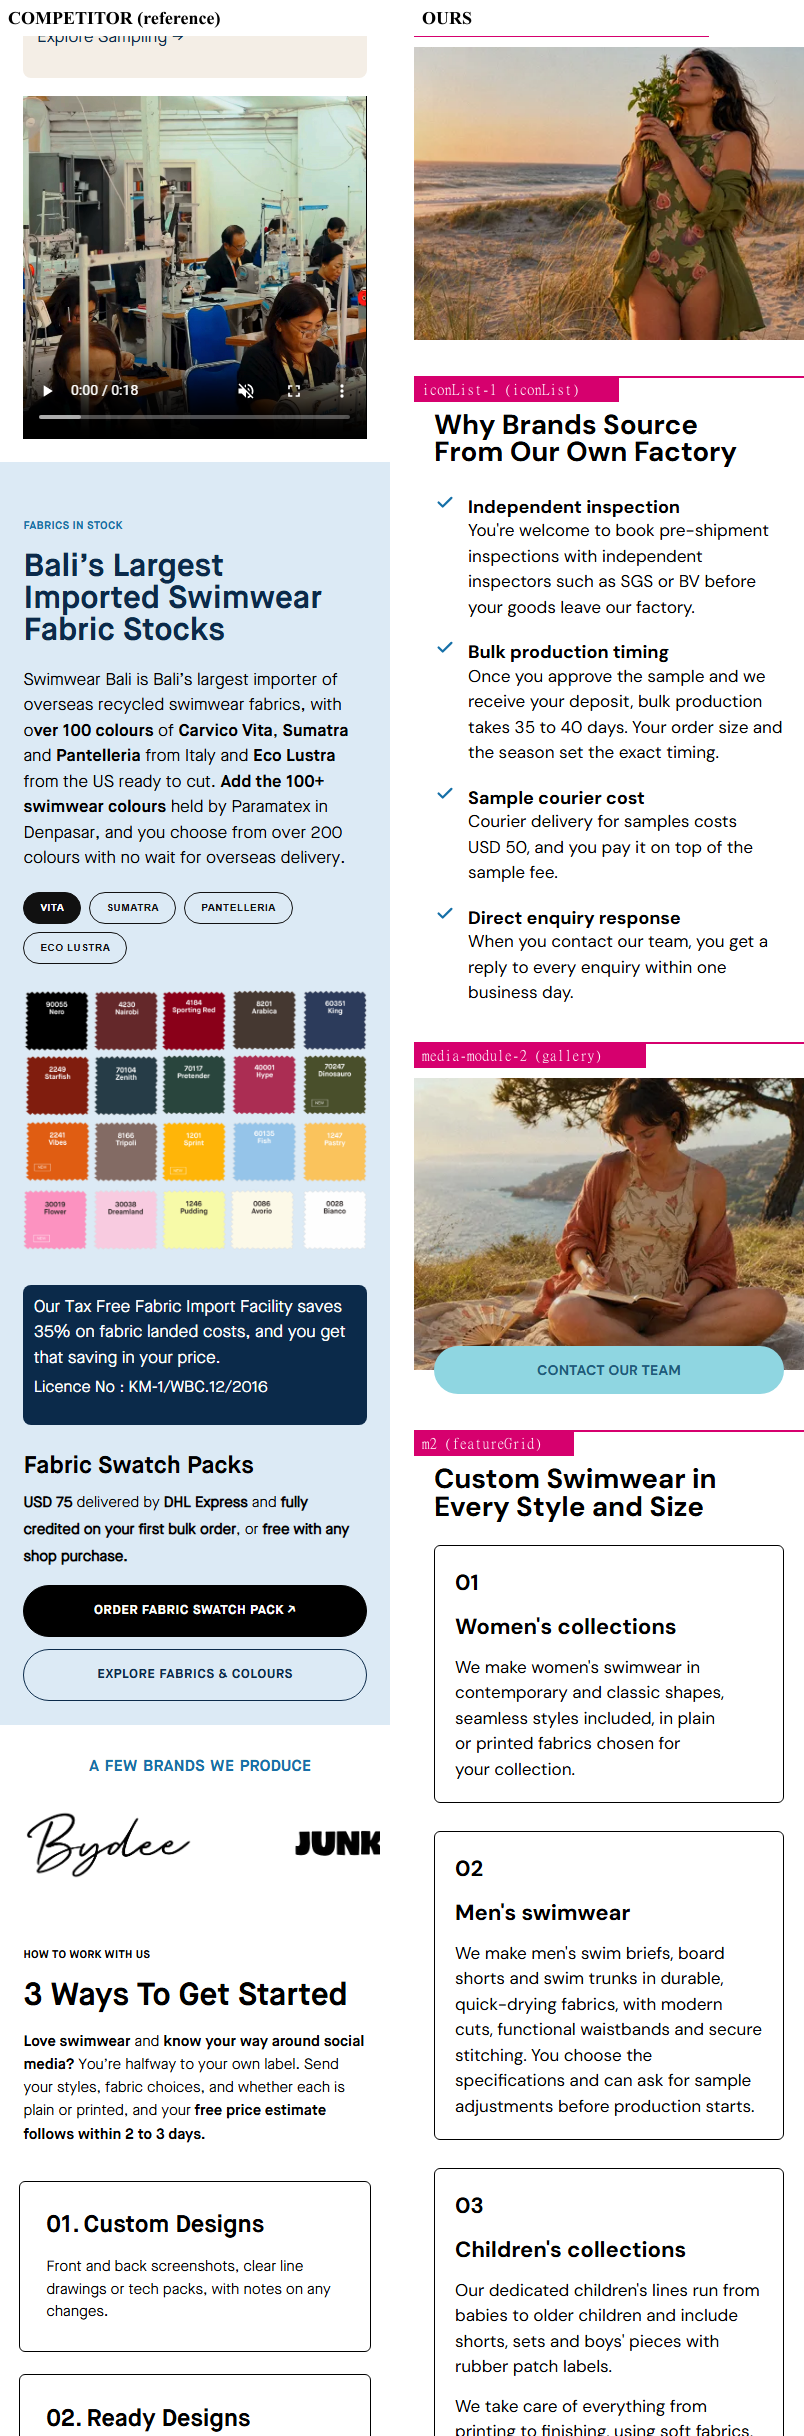 COMPETITOR (reference)
Explore Sampling →
0:00 / 0:18
FABRICS IN STOCK
Bali's Largest
Imported Swimwear
Fabric Stocks
Swimwear Bali is Bali's largest importer of
overseas recycled swimwear fabrics, with
over 100 colours of Carvico Vita, Sumatra
and Pantelleria from Italy and Eco Lustra
from the US ready to cut. Add the 100+
swimwear colours held by Paramatex in
Denpasar, and you choose from over 200
colours with no wait for overseas delivery.
VITA
SUMATRA
PANTELLERIA
ECO LUSTRA
90055
Nero
4230
Nairobi
4184
Sporting Red
8201
Arabica
60351
King
2249
Starfish
70104
Zenith
70117
Pretender
40001
Hype
70247
Dinosauro
NEW
2241
Vibes
NEW
8166
Tripoli
1201
Sprint
NEW
60135
Fish
1247
Pastry
30019
Flower
NEW
30038
Dreamland
1246
Pudding
0086
Avorio
0028
Bianco
Our Tax Free Fabric Import Facility saves
35% on fabric landed costs, and you get
that saving in your price.
Licence No : KM-1/WBC.12/2016
Fabric Swatch Packs
USD 75 delivered by DHL Express and fully
credited on your first bulk order, or free with any
shop purchase.
ORDER FABRIC SWATCH PACK ↗
EXPLORE FABRICS & COLOURS
A FEW BRANDS WE PRODUCE
Bydee
JUNK
HOW TO WORK WITH US
3 Ways To Get Started
Love swimwear and know your way around social
media? You're halfway to your own label. Send
your styles, fabric choices, and whether each is
plain or printed, and your free price estimate
follows within 2 to 3 days.
01. Custom Designs
Front and back screenshots, clear line
drawings or tech packs, with notes on any
changes.
02. Ready Designs
OURS
iconList-1 (iconList)
Why Brands Source
From Our Own Factory
Independent inspection
You're welcome to book pre-shipment
inspections with independent
inspectors such as SGS or BV before
your goods leave our factory.
Bulk production timing
Once you approve the sample and we
receive your deposit, bulk production
takes 35 to 40 days. Your order size and
the season set the exact timing.
Sample courier cost
Courier delivery for samples costs
USD 50, and you pay it on top of the
sample fee.
Direct enquiry response
When you contact our team, you get a
reply to every enquiry within one
business day.
media-module-2 (gallery)
CONTACT OUR TEAM
m2 (featureGrid)
Custom Swimwear in
Every Style and Size
01
Women's collections
We make women's swimwear in
contemporary and classic shapes,
seamless styles included, in plain
or printed fabrics chosen for
your collection.
02
Men's swimwear
We make men's swim briefs, board
shorts and swim trunks in durable,
quick-drying fabrics, with modern
cuts, functional waistbands and secure
stitching. You choose the
specifications and can ask for sample
adjustments before production starts.
03
Children's collections
Our dedicated children's lines run from
babies to older children and include
shorts, sets and boys' pieces with
rubber patch labels.
We take care of everything from
printing to finishing, using soft fabrics,